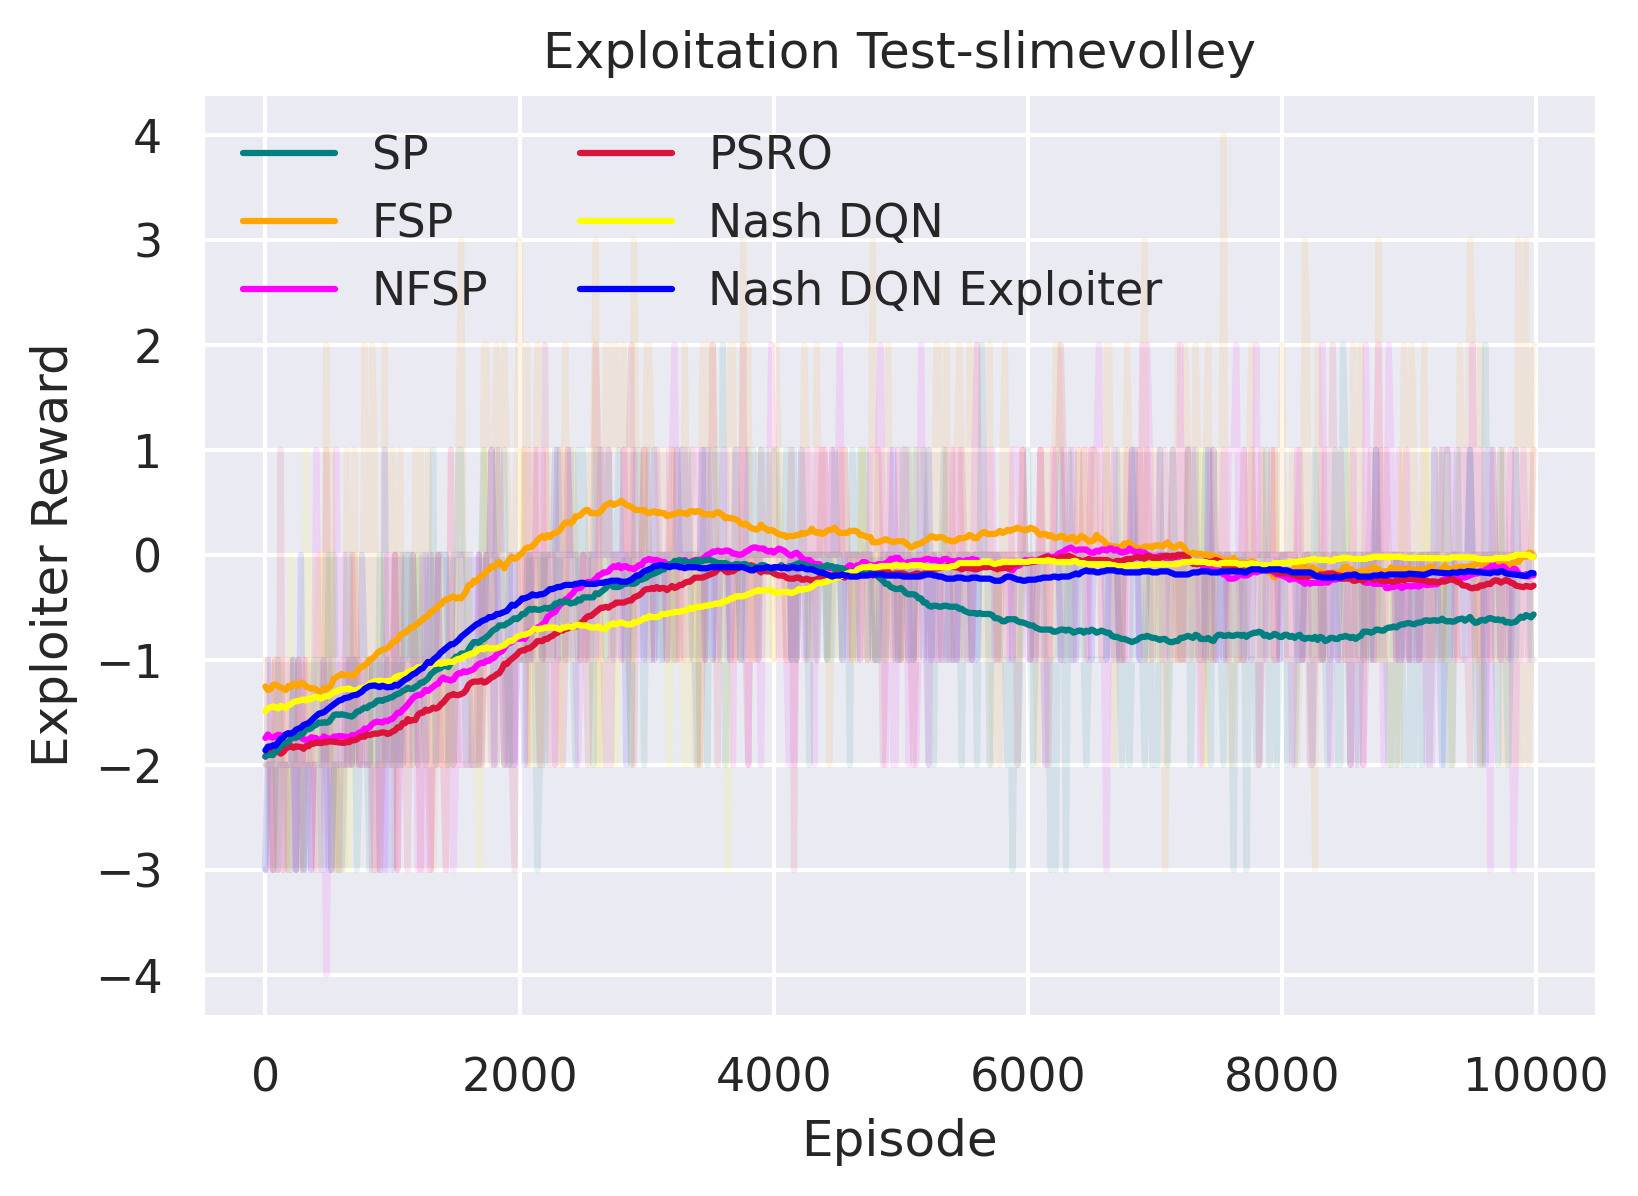 Exploitation Test-slimevolley
SP
FSP
NFSP
PSRO
Nash DQN
Nash DQN Exploiter
Exploiter Reward
4
3
2
1
0
−1
−2
−3
−4
0 2000 4000 6000 8000 10000
Episode